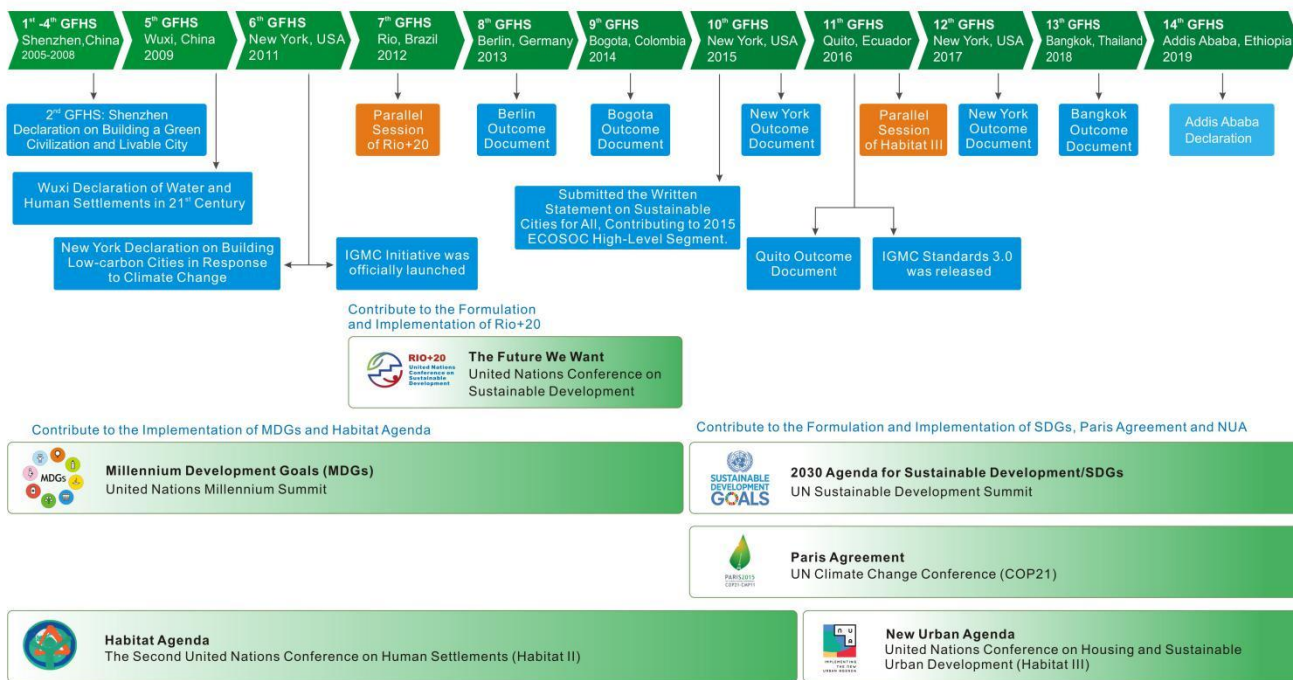 1st -4th GFHS
Shenzhen,China
2005-2008
5th GFHS
Wuxi, China
2009
6th GFHS
New York, USA
2011
7th GFHS
Rio, Brazil
2012
8th GFHS
Berlin, Germany
2013
9th GFHS
Bogota, Colombia
2014
10th GFHS
New York, USA
2015
11th GFHS
Quito, Ecuador
2016
12th GFHS
New York, USA
2017
13th GFHS
Bangkok, Thailand
2018
14th GFHS
Addis Ababa, Ethiopia
2019
2nd GFHS: Shenzhen
Declaration on Building a Green
Civilization and Livable City
Parallel
Session
of Rio+20
Berlin
Outcome
Document
Bogota
Outcome
Document
New York
Outcome
Document
Parallel
Session
of Habitat III
New York
Outcome
Document
Bangkok
Outcome
Document
Addis Ababa
Declaration
Wuxi Declaration of Water and
Human Settlements in 21st Century
Submitted the Written
Statement on Sustainable
Cities for All, Contributing to 2015
ECOSOC High-Level Segment.
New York Declaration on Building
Low-carbon Cities in Response
to Climate Change
IGMC Initiative was
officially launched
Quito Outcome
Document
IGMC Standards 3.0
was released
Contribute to the Formulation
and Implementation of Rio+20
RIO+20
United Nations
Conference on
Sustainable
Development
The Future We Want
United Nations Conference on
Sustainable Development
Contribute to the Implementation of MDGs and Habitat Agenda
MDGs
Millennium Development Goals (MDGs)
United Nations Millennium Summit
Contribute to the Formulation and Implementation of SDGs, Paris Agreement and NUA
SUSTAINABLE
DEVELOPMENT
GOALS
2030 Agenda for Sustainable Development/SDGs
UN Sustainable Development Summit
PARIS2015
COP21·CMP11
Paris Agreement
UN Climate Change Conference (COP21)
Habitat Agenda
The Second United Nations Conference on Human Settlements (Habitat II)
N U
A
IMPLEMENTING
THE NEW
URBAN AGENDA
New Urban Agenda
United Nations Conference on Housing and Sustainable
Urban Development (Habitat III)